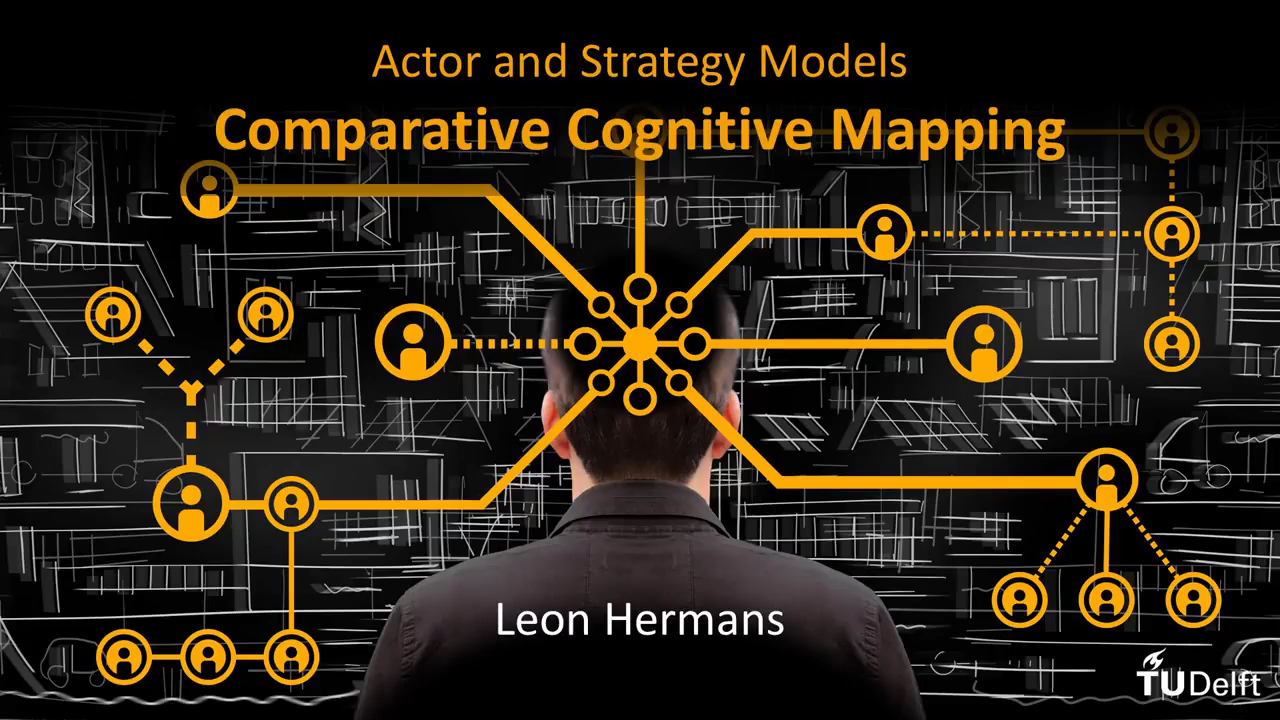 Actor and Strategy Models
Comparative Cognitive Mapping
Leon Hermans
TUDelft